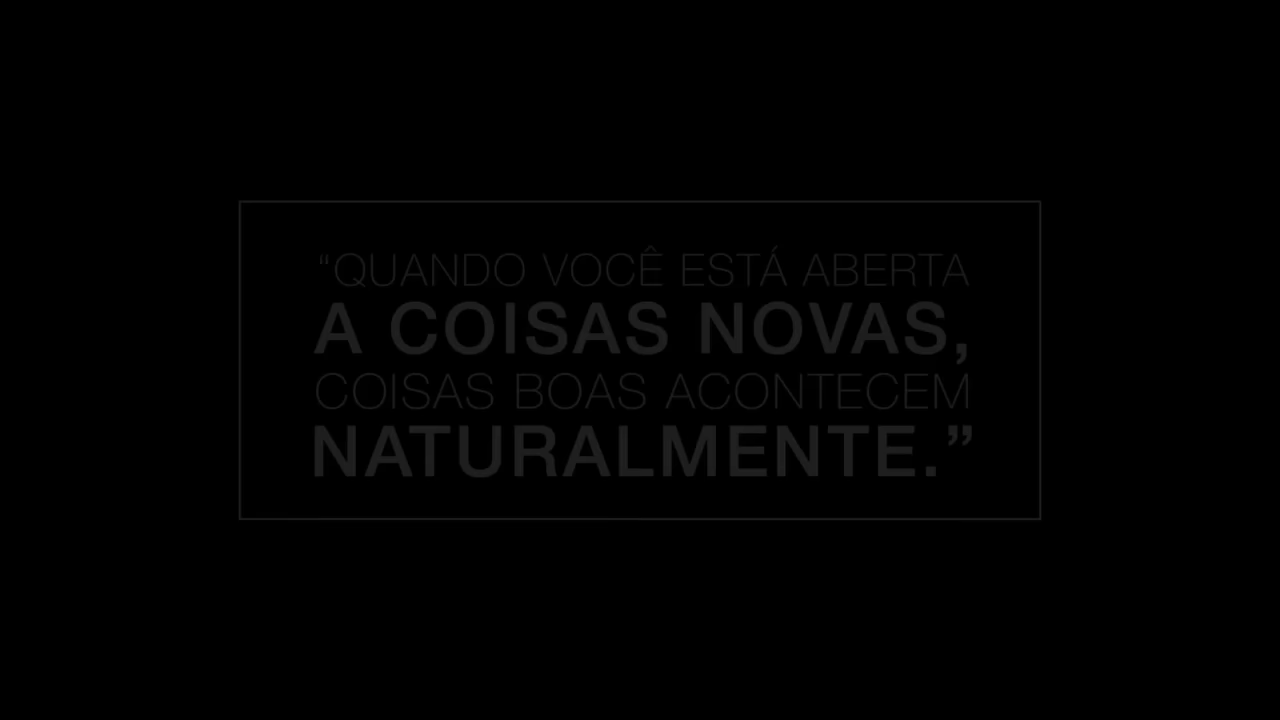 “QUANDO VOCÊ ESTÁ ABERTA
A COISAS NOVAS,
COISAS BOAS ACONTECEM
NATURALMENTE.”